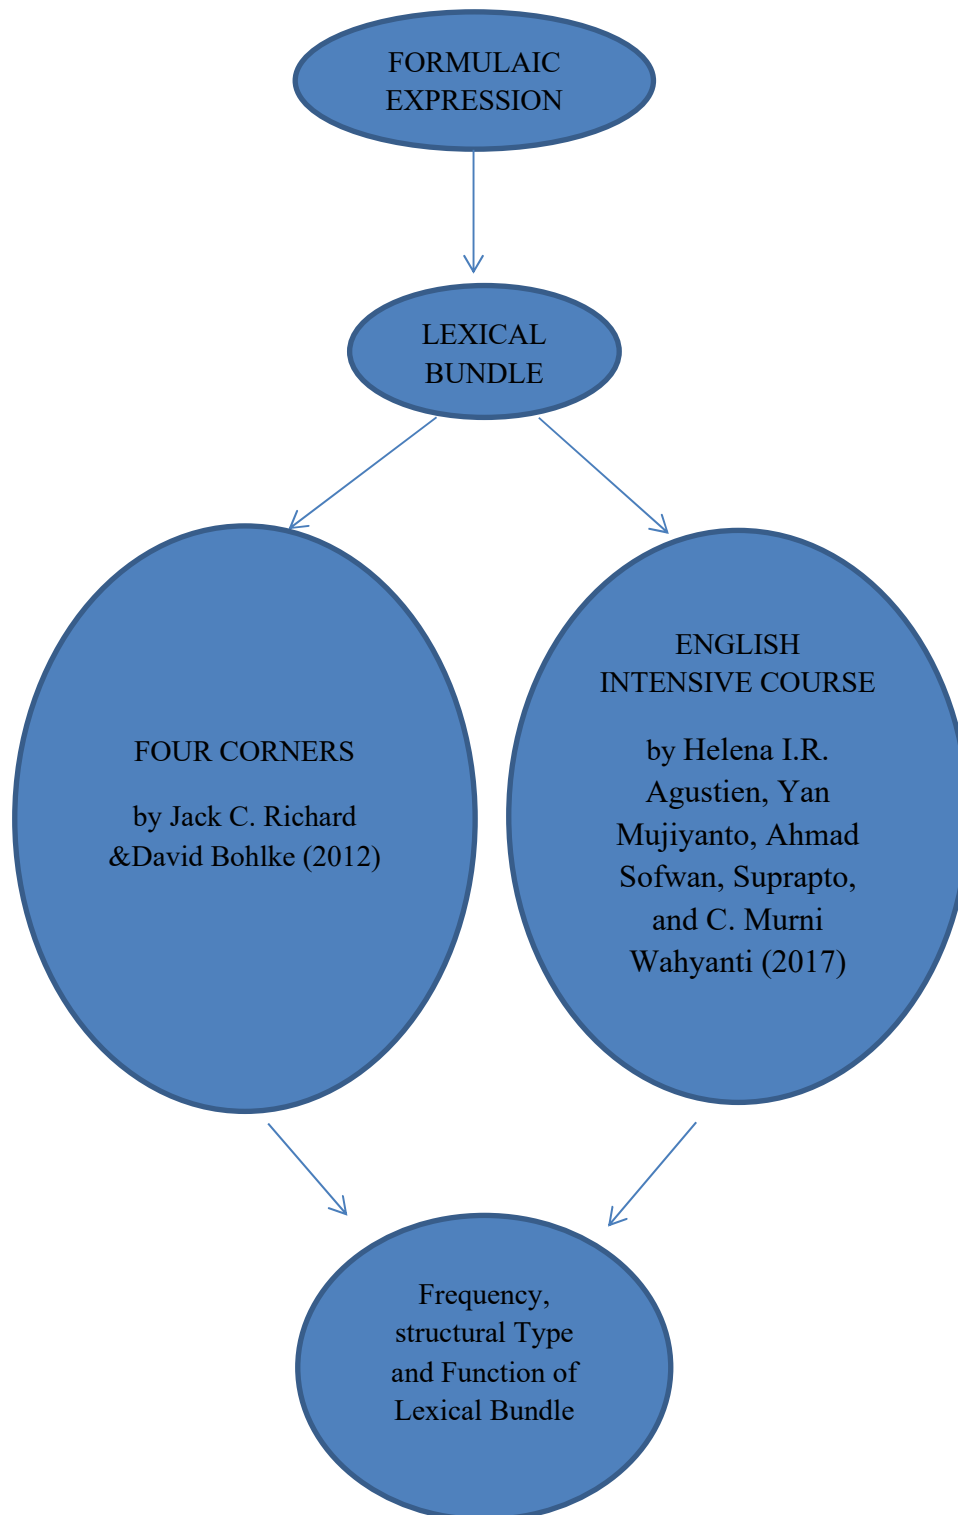 FORMULAIC
EXPRESSION
LEXICAL
BUNDLE
FOUR CORNERS
by Jack C. Richard
&David Bohlke (2012)
ENGLISH
INTENSIVE COURSE
by Helena I.R.
Agustien, Yan
Mujiyanto, Ahmad
Sofwan, Suprapto,
and C. Murni
Wahyanti (2017)
Frequency,
structural Type
and Function of
Lexical Bundle